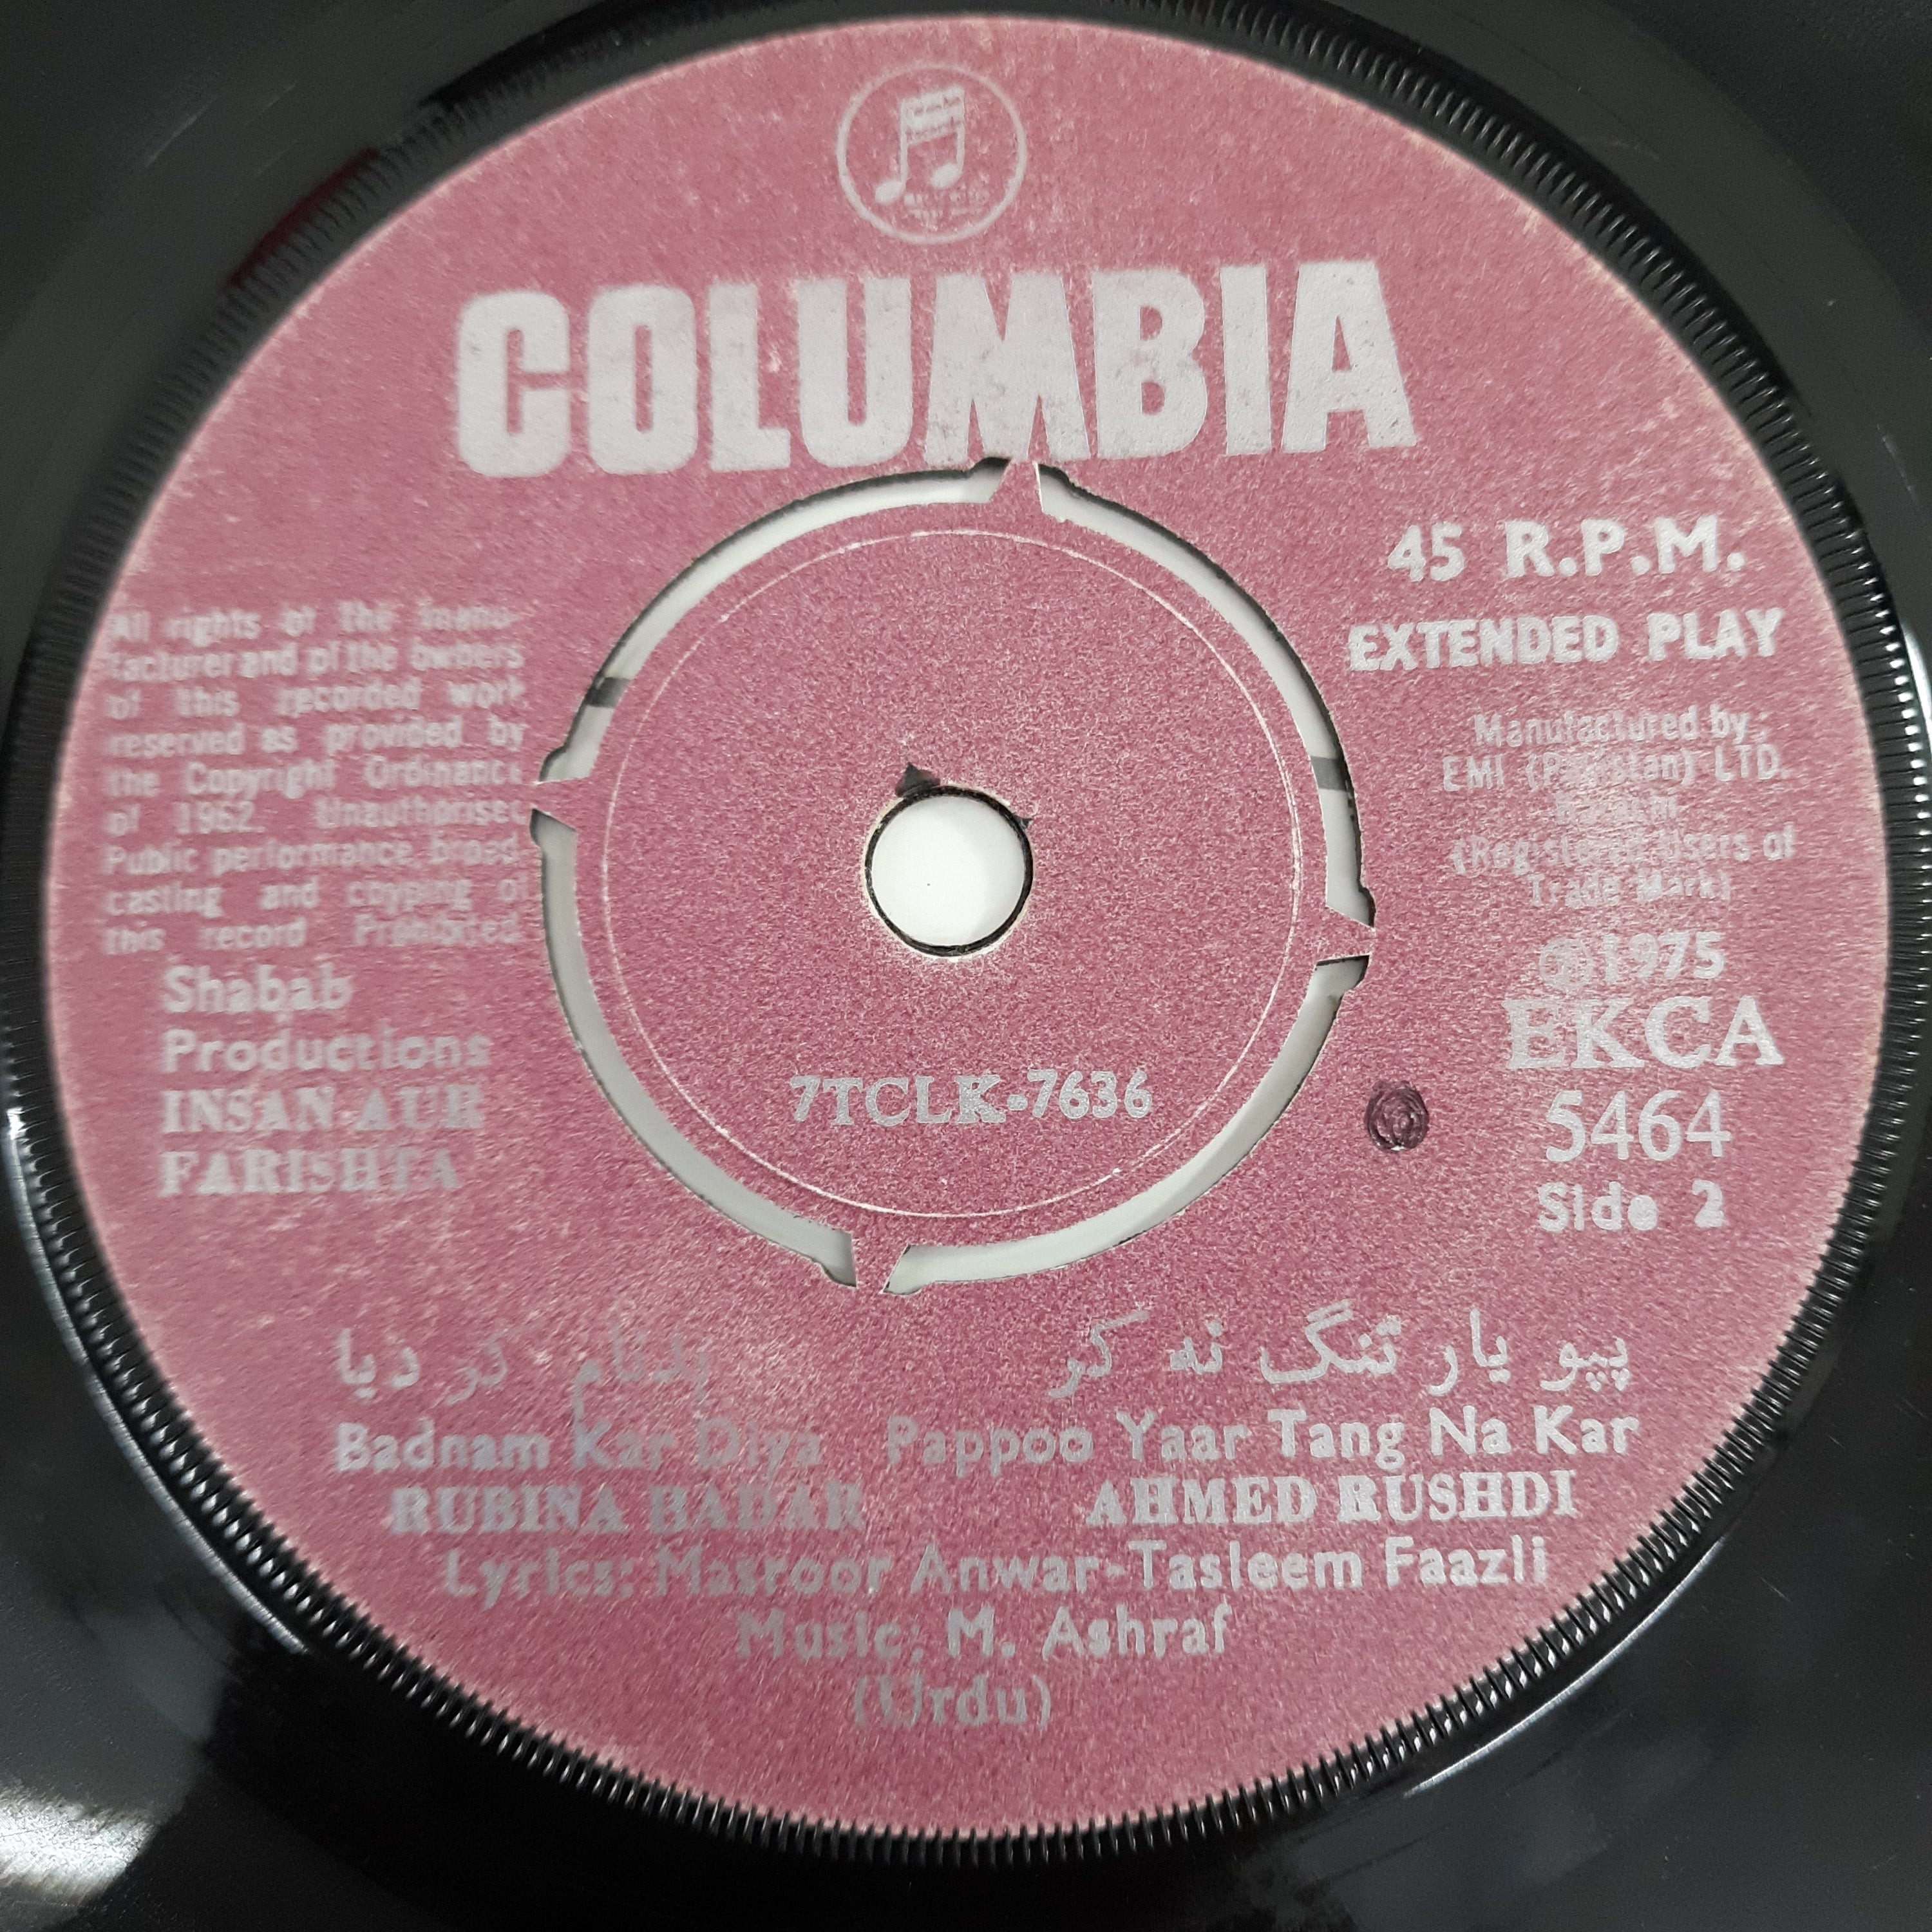 COLUMBIA
45 R.P.M.
EXTENDED PLAY
All rights of the manu-
facturer and of the owners
of this recorded work
reserved as provided by
the Copyright Ordinance
of 1962. Unauthorised
Public performance, broad-
casting and coyping of
this record Prohibited.
Manufactured by:
EMI (Pakistan) LTD.
Karachi
(Registered Users of
Trade Mark)
Ⓟ1975
EKCA
5464
Side 2
Shabab
Productions
INSAN AUR
FARISHTA
7TCLK-7636
پپو یار تنگ نہ کر
بدنام کر دیا
Badnam Kar Diya Pappoo Yaar Tang Na Kar
RUBINA BADAR AHMED RUSHDI
Lyrics: Masroor Anwar-Tasleem Faazli
Music: M. Ashraf
(Urdu)